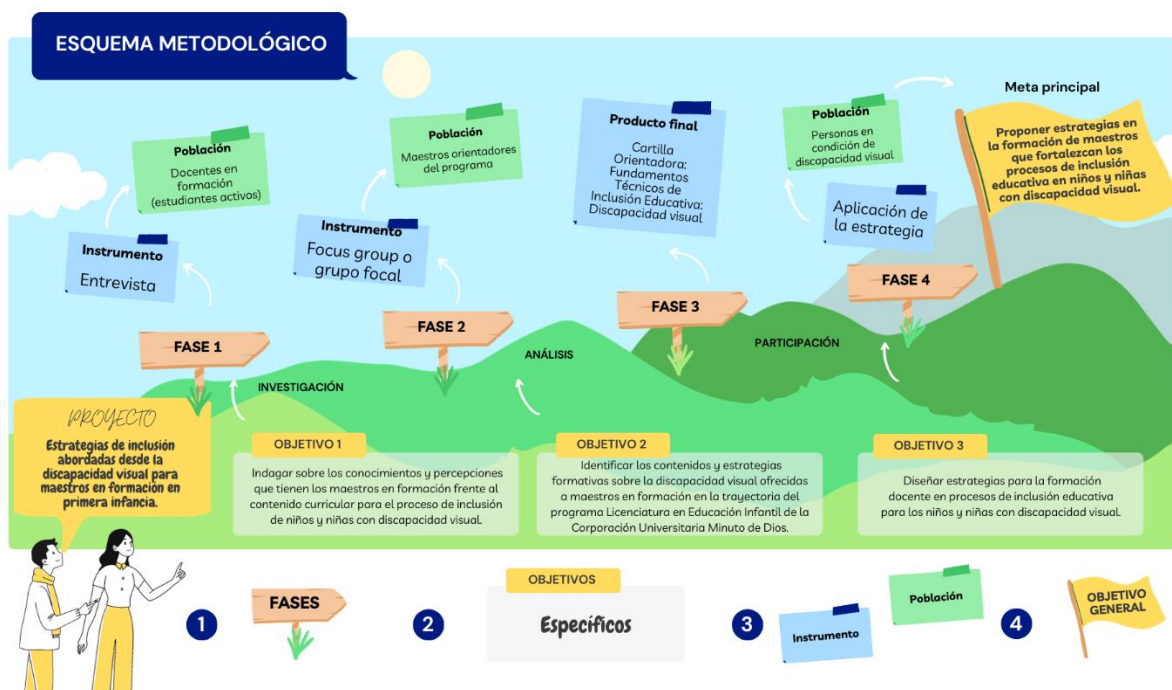 ESQUEMA METODOLÓGICO
Población
Docentes en
formación
(estudiantes activos)
Instrumento
Entrevista
Población
Maestros orientadores
del programa
Instrumento
Focus group o
grupo focal
Producto final
Cartilla
Orientadora:
Fundamentos
Técnicos de
Inclusión Educativa:
Discapacidad visual
Población
Personas en
condición de
discapacidad visual
Aplicación de
la estrategia
Meta principal
Proponer estrategias en
la formación de maestros
que fortalezcan los
procesos de inclusión
educativa en niños y niñas
con discapacidad visual.
FASE 1
FASE 2
FASE 3
FASE 4
INVESTIGACIÓN
ANÁLISIS
PARTICIPACIÓN
PROYECTO
Estrategias de inclusión
abordadas desde la
discapacidad visual para
maestros en formación en
primera infancia.
OBJETIVO 1
Indagar sobre los conocimientos y percepciones
que tienen los maestros en formación frente al
contenido curricular para el proceso de inclusión
de niños y niñas con discapacidad visual.
OBJETIVO 2
Identificar los contenidos y estrategias
formativas sobre la discapacidad visual ofrecidas
a maestros en formación en la trayectoria del
programa Licenciatura en Educación Infantil de la
Corporación Universitaria Minuto de Dios.
OBJETIVO 3
Diseñar estrategias para la formación
docente en procesos de inclusión educativa
para los niños y niñas con discapacidad visual.
1
FASES
2
OBJETIVOS
Específicos
3
Instrumento
Población
4
OBJETIVO
GENERAL